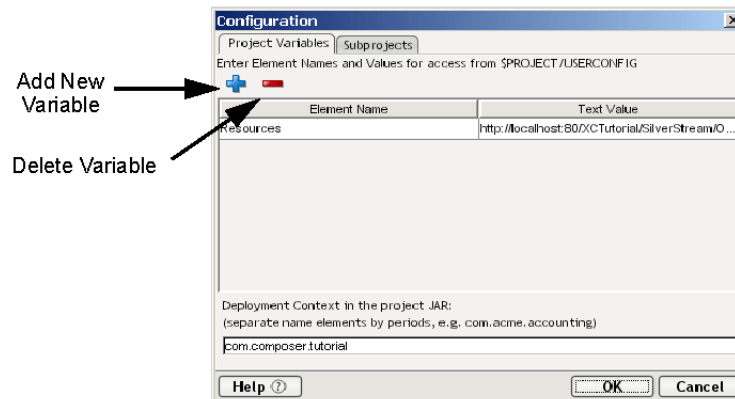 Configuration
Project Variables Subprojects
Enter Element Names and Values for access from $PROJECT/USERCONFIG
Add New
Variable
Element Name Text Value
Resources http://localhost:80/XCTutorial/SilverStream/O...
Delete Variable
Deployment Context in the project JAR:
(separate name elements by periods, e.g. com.acme.accounting)
com.composer.tutorial
Help ? OK Cancel